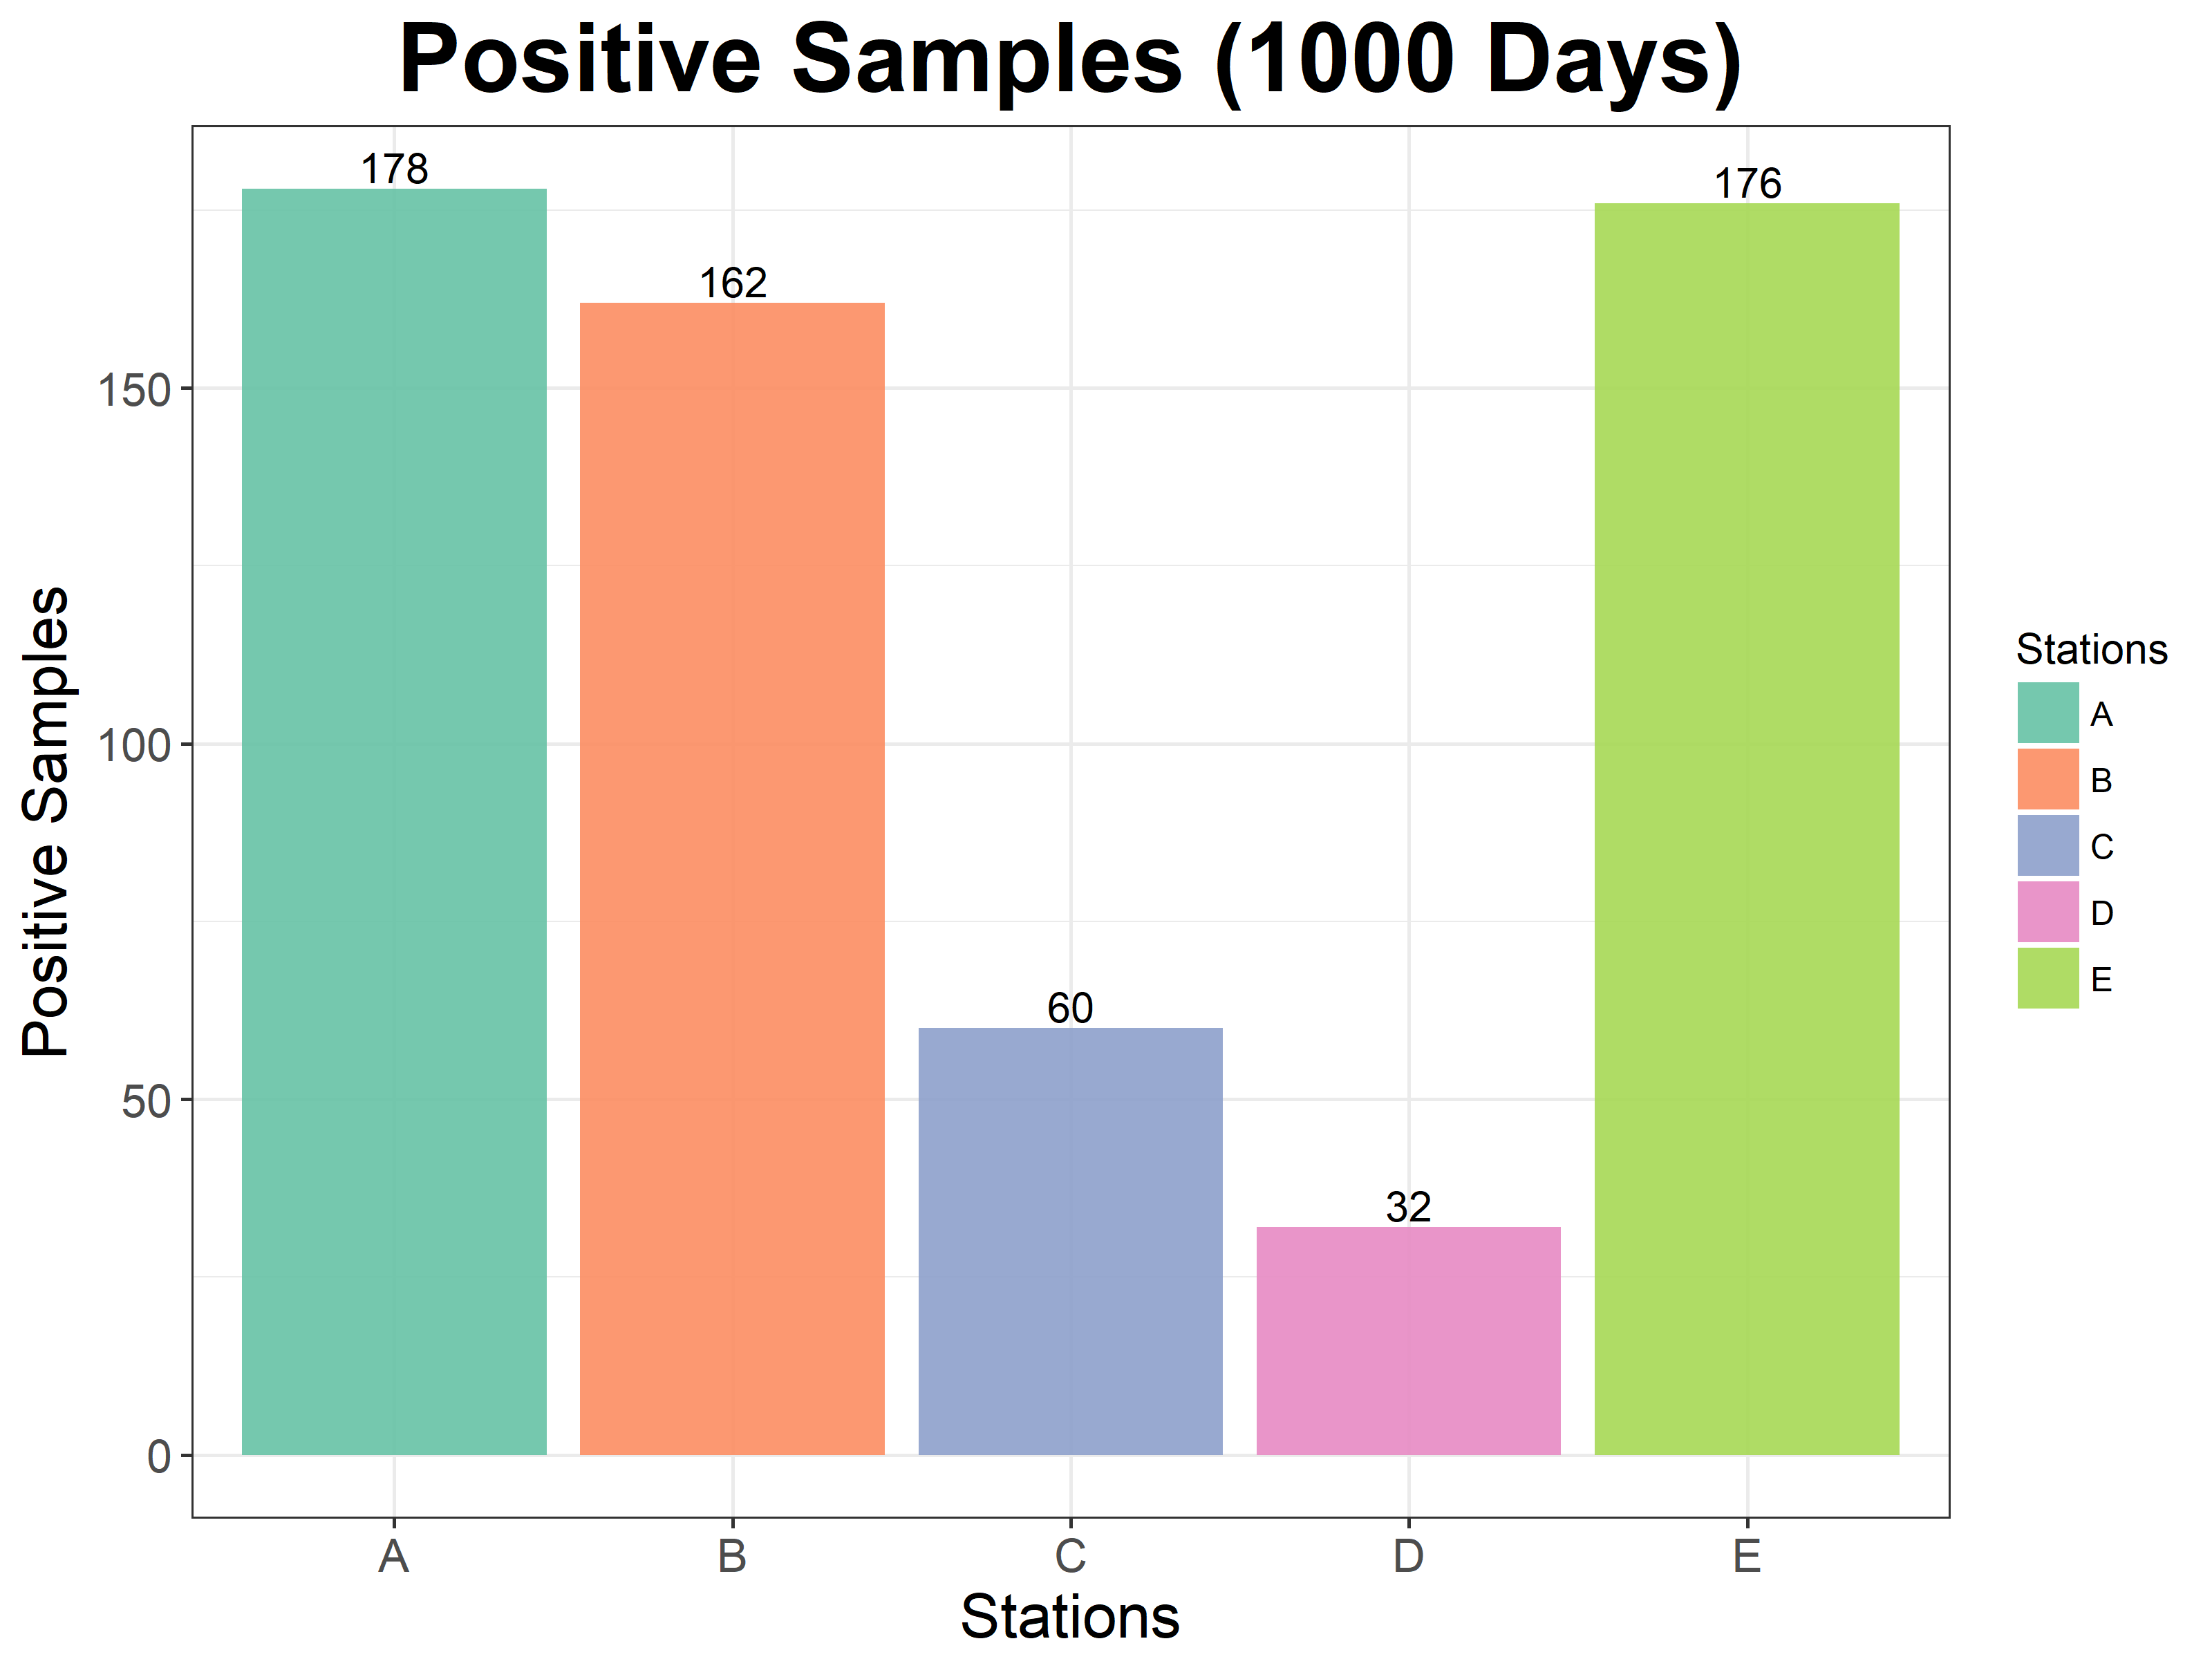 Positive Samples (1000 Days)
178
176
162
150
100
60
50
32
0
Positive Samples
A
B
C
D
E
Stations
Stations
A
B
C
D
E